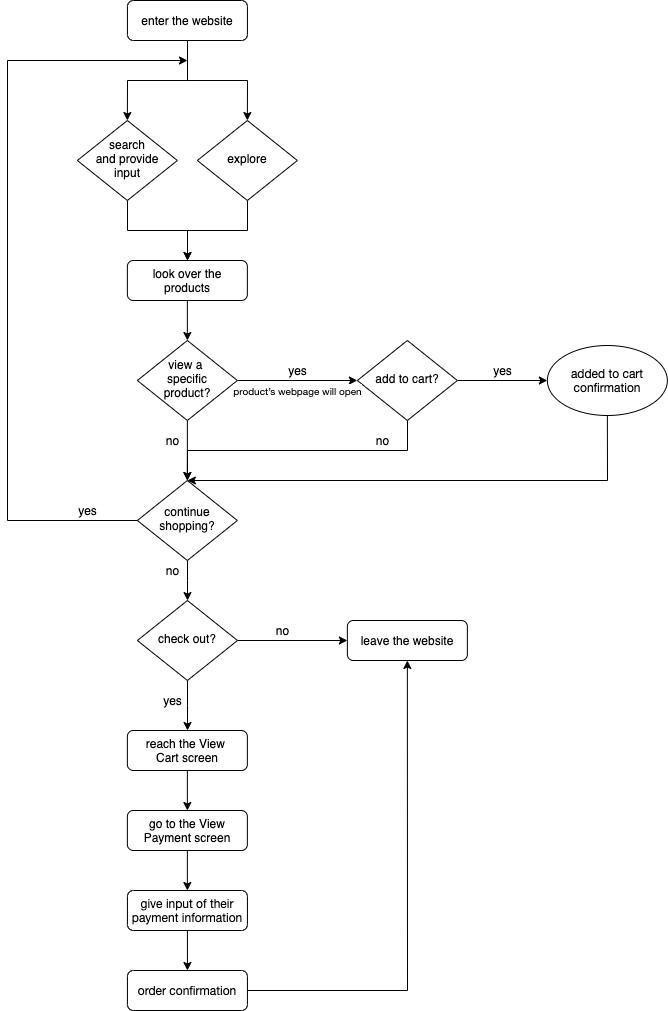 enter the website
search
and provide
input
explore
look over the
products
view a
specific
product?
yes
product's webpage will open
add to cart?
yes
added to cart
confirmation
no
no
continue
shopping?
yes
no
check out?
no
leave the website
yes
reach the View
Cart screen
go to the View
Payment screen
give input of their
payment information
order confirmation